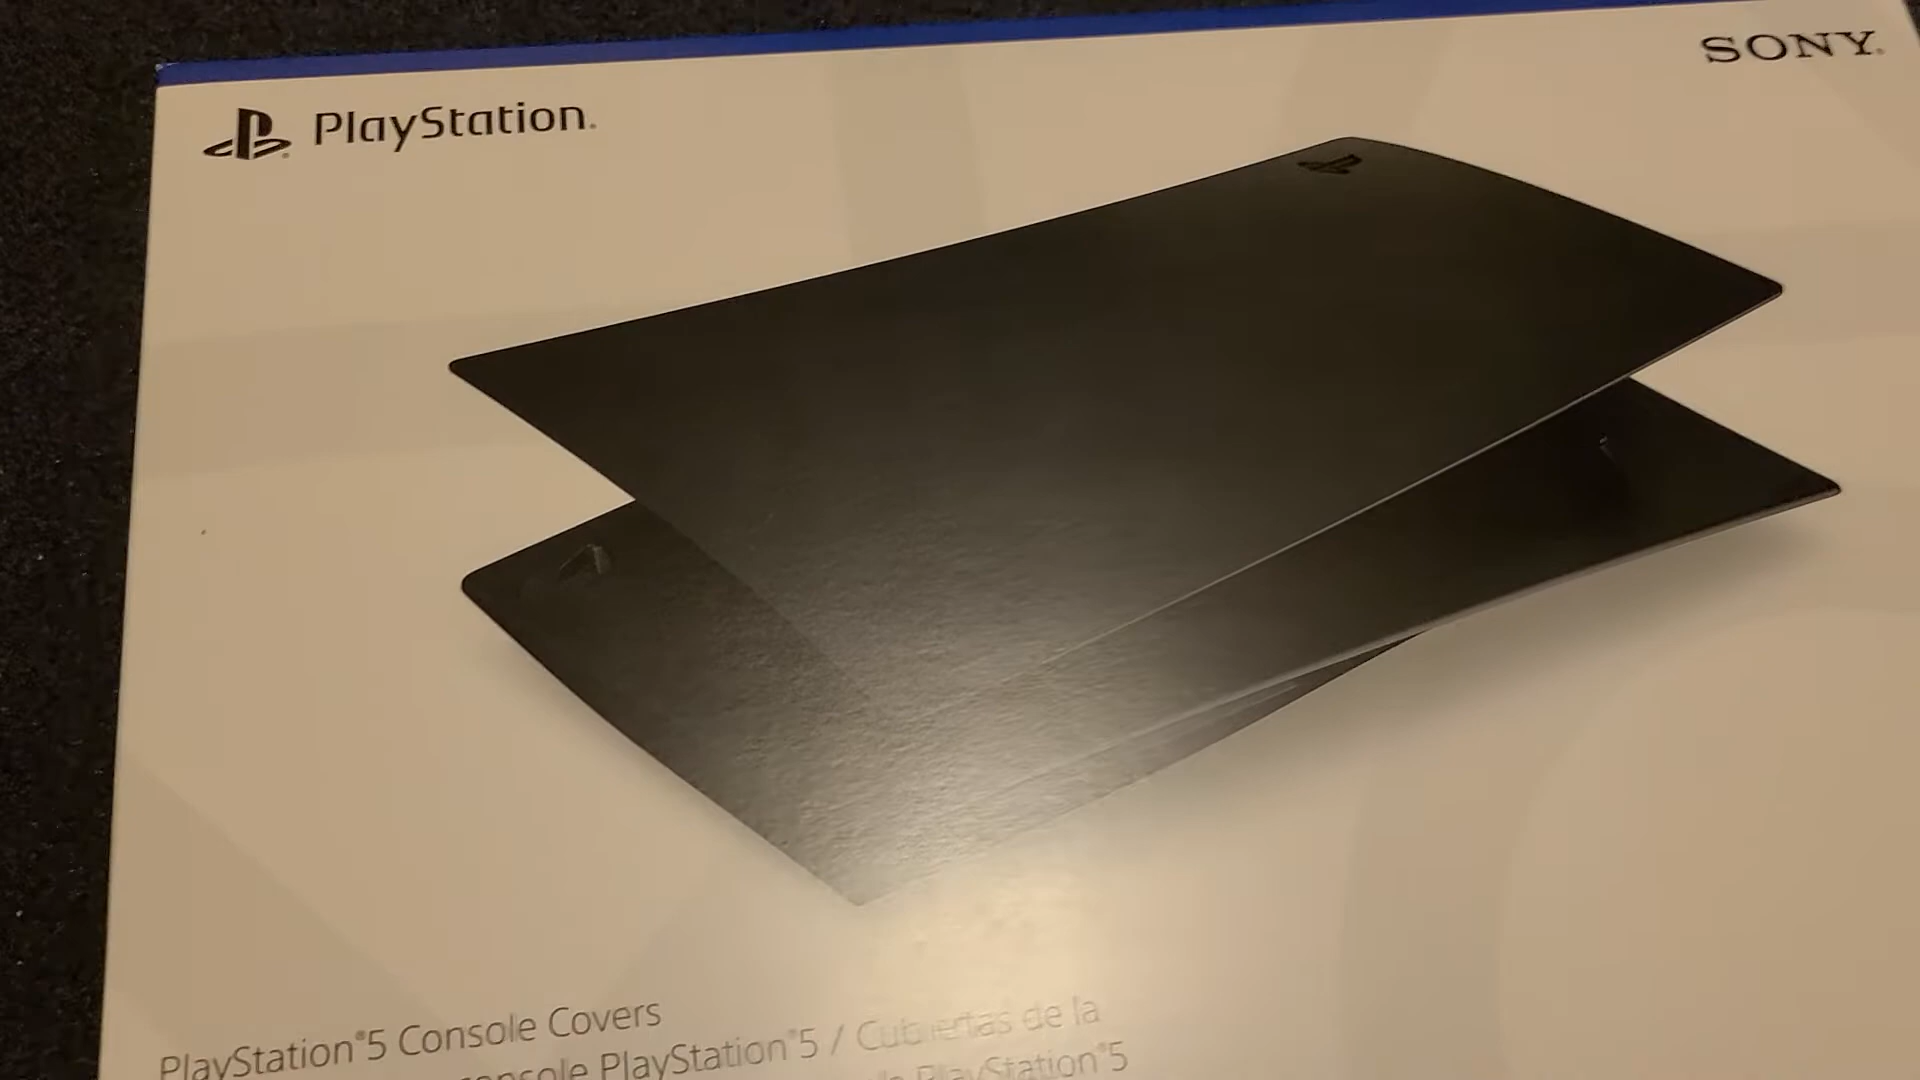 PlayStation®
SONY®
PlayStation®5 Console Covers
console PlayStation®5 / Cubiertas de la
PlayStation®5